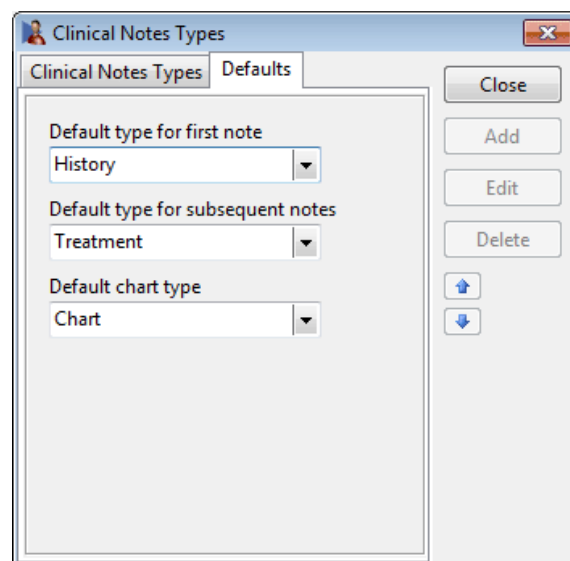 Clinical Notes Types
Clinical Notes Types
Defaults
Close
Add
Edit
Delete
Default type for first note
History
Default type for subsequent notes
Treatment
Default chart type
Chart